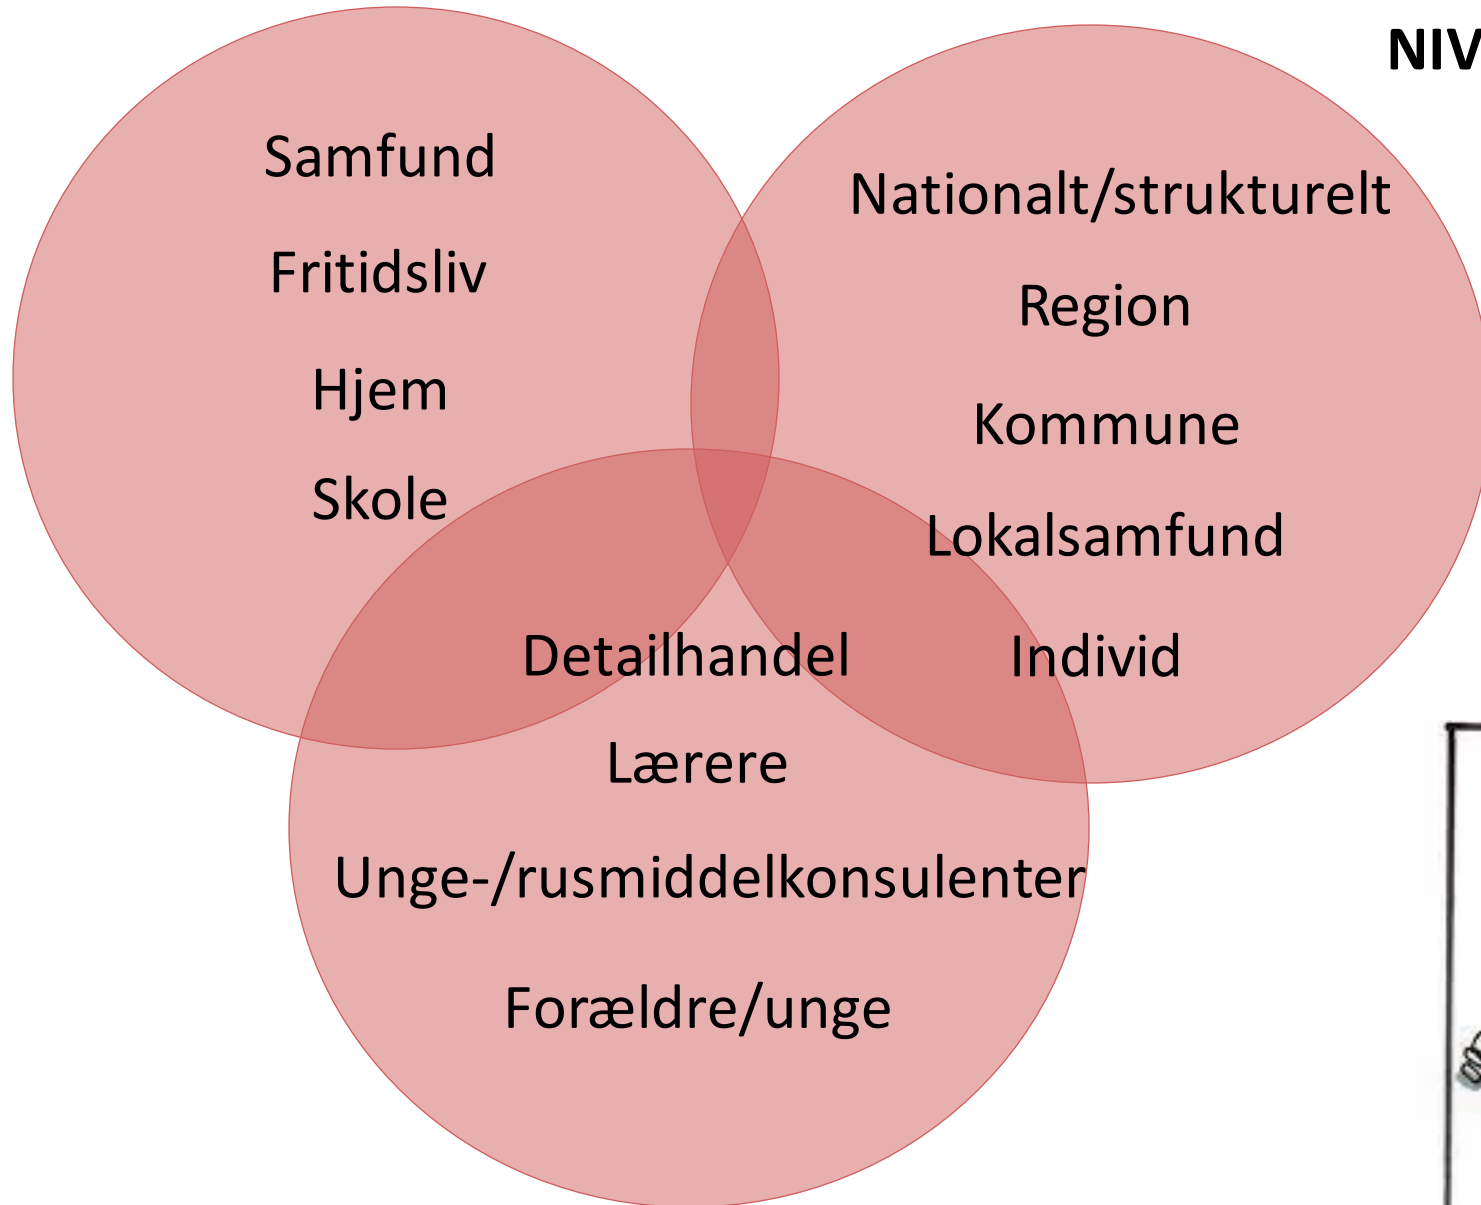 NIV
Samfund
Fritidsliv
Hjem
Skole
Nationalt/strukturelt
Region
Kommune
Lokalsamfund
Individ
Detailhandel
Lærere
Unge-/rusmiddelkonsulenter
Forældre/unge